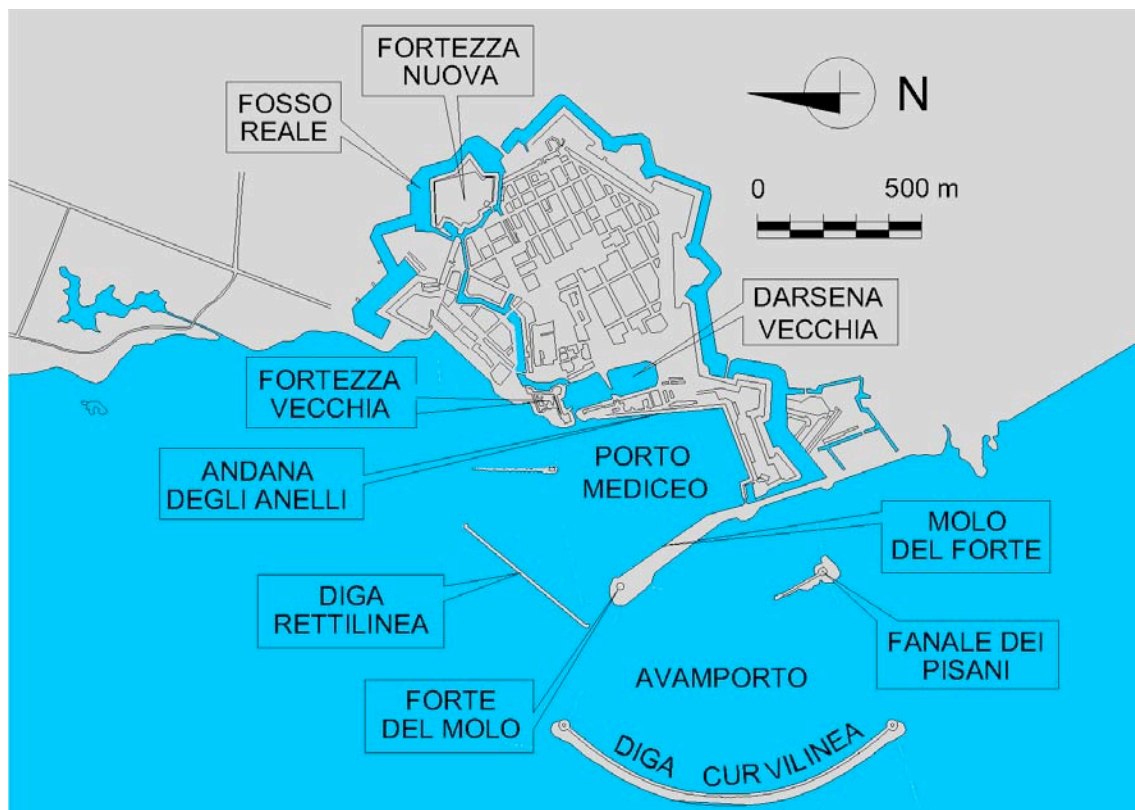 FORTEZZA
NUOVA
FOSSO
REALE
N
0 500 m
DARSENA
VECCHIA
FORTEZZA
VECCHIA
ANDANA
DEGLI ANELLI
PORTO
MEDICEO
MOLO
DEL FORTE
DIGA
RETTILINEA
FANALE DEI
PISANI
AVAMPORTO
FORTE
DEL MOLO
DIGA CURVILINEA